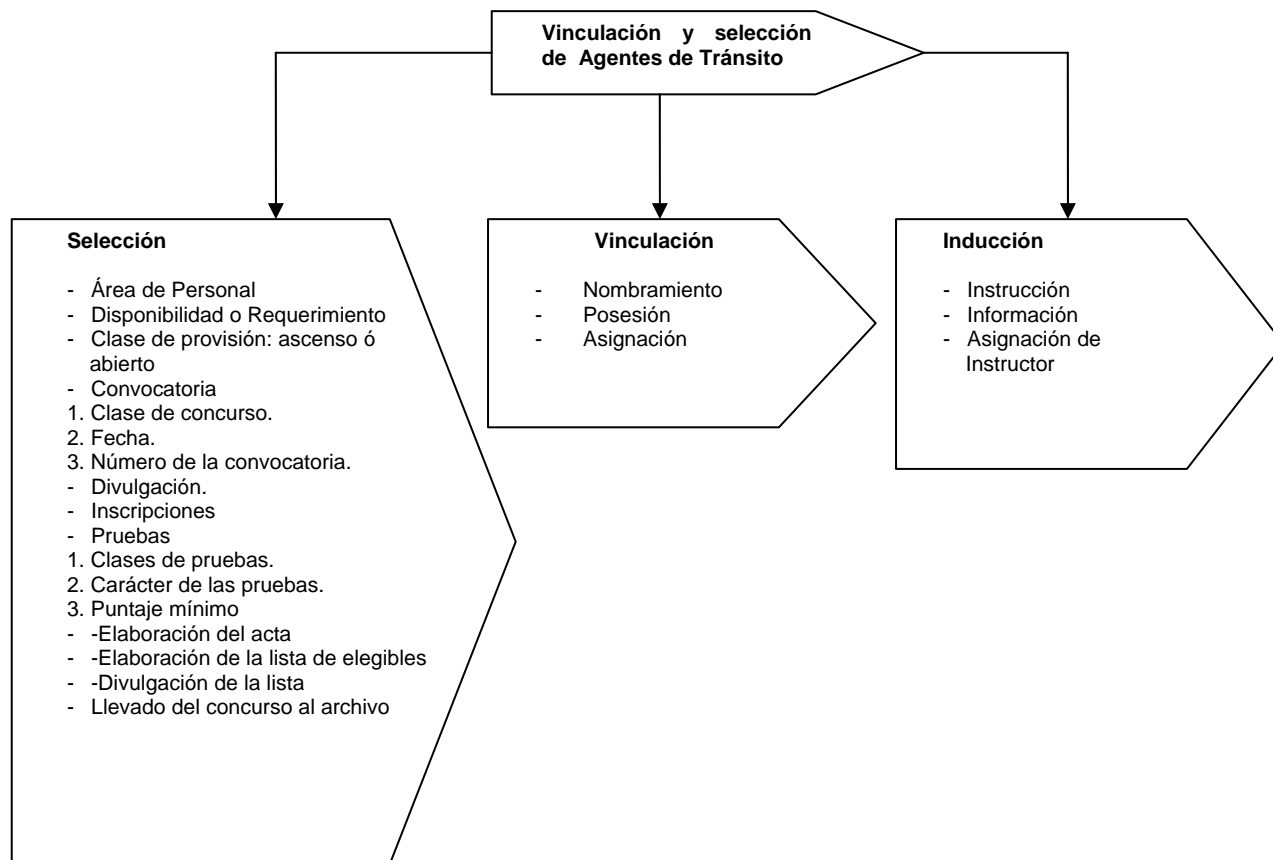 Vinculación y selección
de Agentes de Tránsito
Selección
- Área de Personal
- Disponibilidad o Requerimiento
- Clase de provisión: ascenso ó
abierto
- Convocatoria
1. Clase de concurso.
2. Fecha.
3. Número de la convocatoria.
- Divulgación.
- Inscripciones
- Pruebas
1. Clases de pruebas.
2. Carácter de las pruebas.
3. Puntaje mínimo
- -Elaboración del acta
- -Elaboración de la lista de elegibles
- -Divulgación de la lista
- Llevado del concurso al archivo
Vinculación
- Nombramiento
- Posesión
- Asignación
Inducción
- Instrucción
- Información
- Asignación de
Instructor